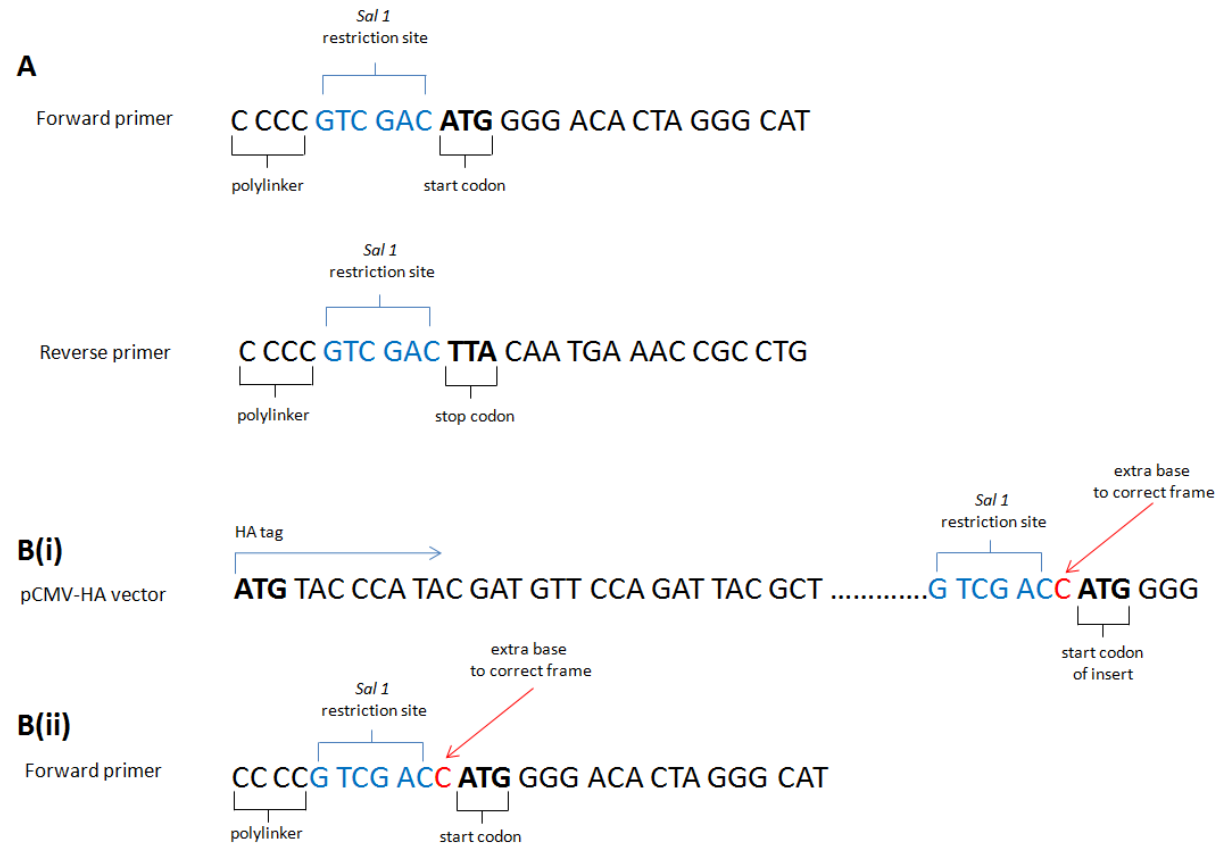 Sal 1
restriction site
A
Forward primer
C CCC GTC GAC ATG GGG ACA CTA GGG CAT
polylinker
start codon
Sal 1
restriction site
Reverse primer
C CCC GTC GAC TTA CAA TGA AAC CGC CTG
polylinker
stop codon
extra base
to correct frame
Sal 1
restriction site
HA tag
B(i)
pCMV-HA vector
ATG TAC CCA TAC GAT GTT CCA GAT TAC GCT .............G TCG ACC ATG GGG
start codon
of insert
extra base
to correct frame
Sal 1
restriction site
B(ii)
Forward primer
CC CCG TCG ACC ATG GGG ACA CTA GGG CAT
polylinker
start codon